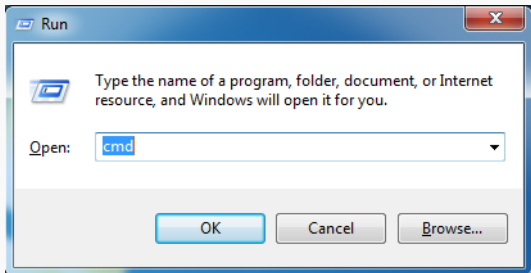 Run
Type the name of a program, folder, document, or Internet
resource, and Windows will open it for you.
Open: cmd
OK Cancel Browse...